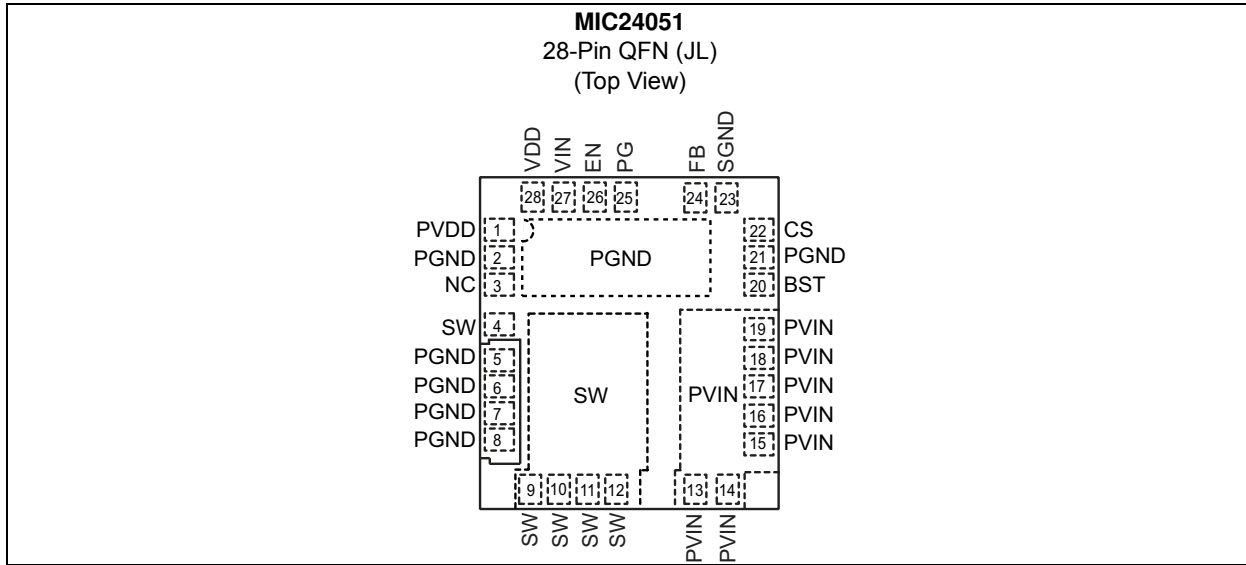 MIC24051
28-Pin QFN (JL)
(Top View)
VDD VIN EN PG FB SGND
28 27 26 25 24 23
PVDD 1 22 CS
PGND 2 PGND 21 PGND
NC 3 20 BST
SW 4 19 PVIN
PGND 5 18 PVIN
PGND 6 SW PVIN 17 PVIN
PGND 7 16 PVIN
PGND 8 15 PVIN
9 10 11 12 13 14
SW SW SW SW PVIN PVIN